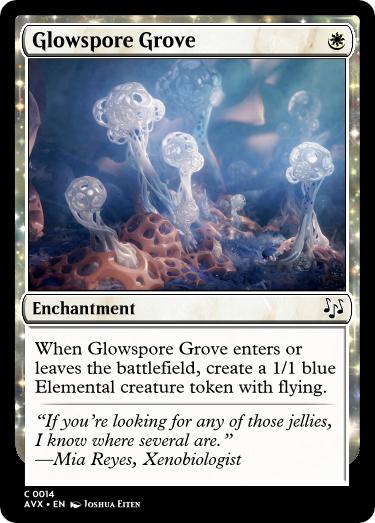 Glowspore Grove
Enchantment
When Glowspore Grove enters or
leaves the battlefield, create a 1/1 blue
Elemental creature token with flying.
“If you’re looking for any of those jellies,
I know where several are.”
—Mia Reyes, Xenobiologist
C 0014
AVX • EN Joshua Eiten